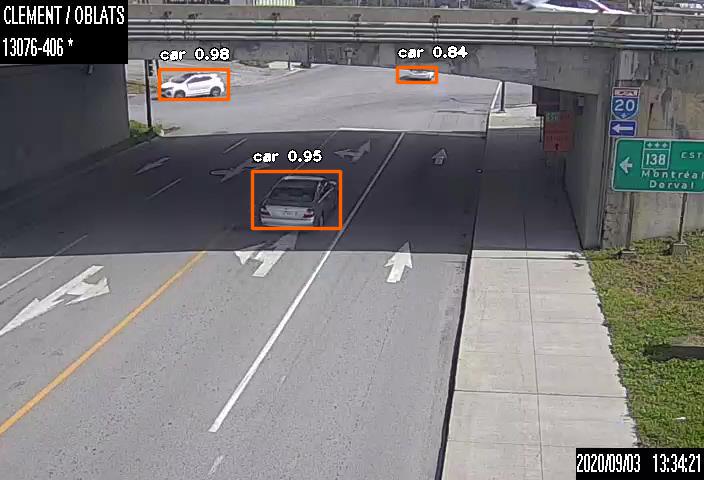 CLEMENT / OBLATS
13076-406 *
car 0.98
car 0.84
car 0.95
20
138 EST
Montréal
Dorval
2020/09/03 13:34:21